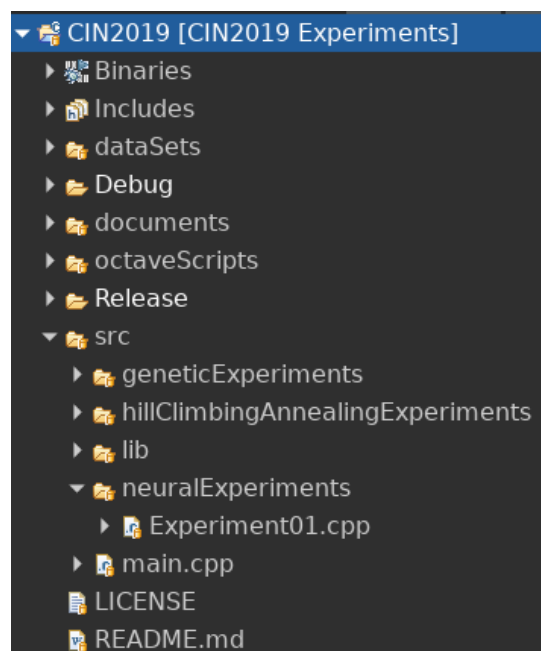 CIN2019 [CIN2019 Experiments]
Binaries
Includes
dataSets
Debug
documents
octaveScripts
Release
src
geneticExperiments
hillClimbingAnnealingExperiments
lib
neuralExperiments
Experiment01.cpp
main.cpp
LICENSE
README.md